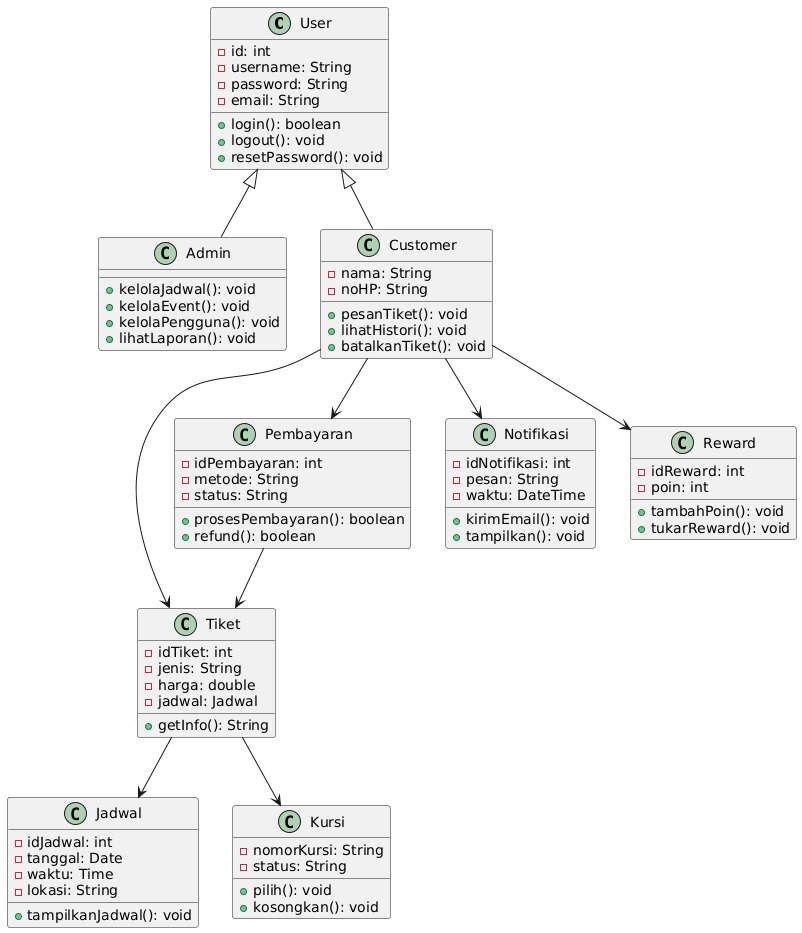 C User
id: int
username: String
password: String
email: String
login(): boolean
logout(): void
resetPassword(): void
C Admin
kelolaJadwal(): void
kelolaEvent(): void
kelolaPengguna(): void
lihatLaporan(): void
C Customer
nama: String
noHP: String
pesanTiket(): void
lihatHistori(): void
batalkanTiket(): void
C Pembayaran
idPembayaran: int
metode: String
status: String
prosesPembayaran(): boolean
refund(): boolean
C Notifikasi
idNotifikasi: int
pesan: String
waktu: DateTime
kirimEmail(): void
tampilkan(): void
C Reward
idReward: int
poin: int
tambahPoin(): void
tukarReward(): void
C Tiket
idTiket: int
jenis: String
harga: double
jadwal: Jadwal
getInfo(): String
C Jadwal
idJadwal: int
tanggal: Date
waktu: Time
lokasi: String
tampilkanJadwal(): void
C Kursi
nomorKursi: String
status: String
pilih(): void
kosongkan(): void